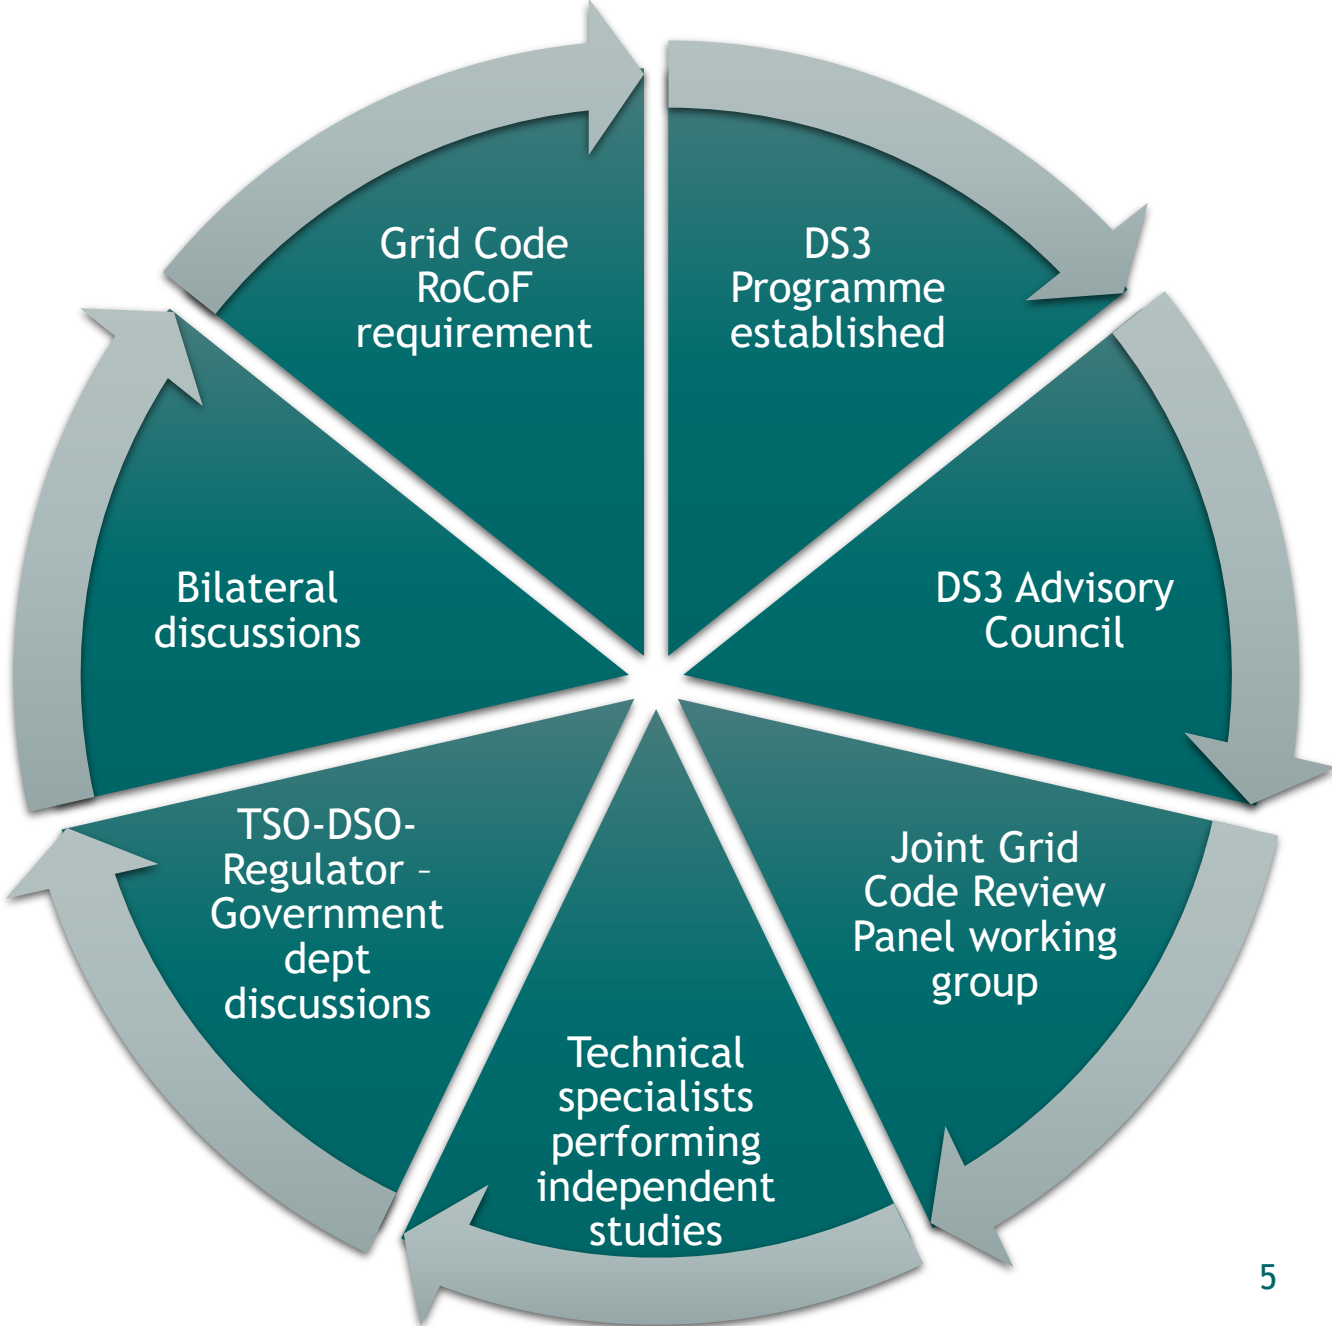 DS3
Programme
established
DS3 Advisory
Council
Joint Grid
Code Review
Panel working
group
Technical
specialists
performing
independent
studies
TSO-DSO-
Regulator –
Government
dept
discussions
Bilateral
discussions
Grid Code
RoCoF
requirement
5